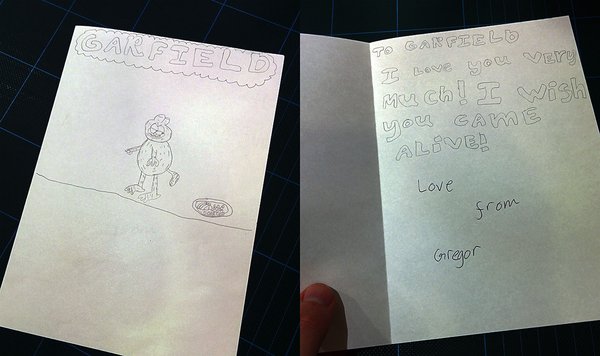 GARFIELD
TO GARFIELD
I LOVE you VERY
MUCH! I WISH
you CAME
ALIVE!
Love
from
Gregor